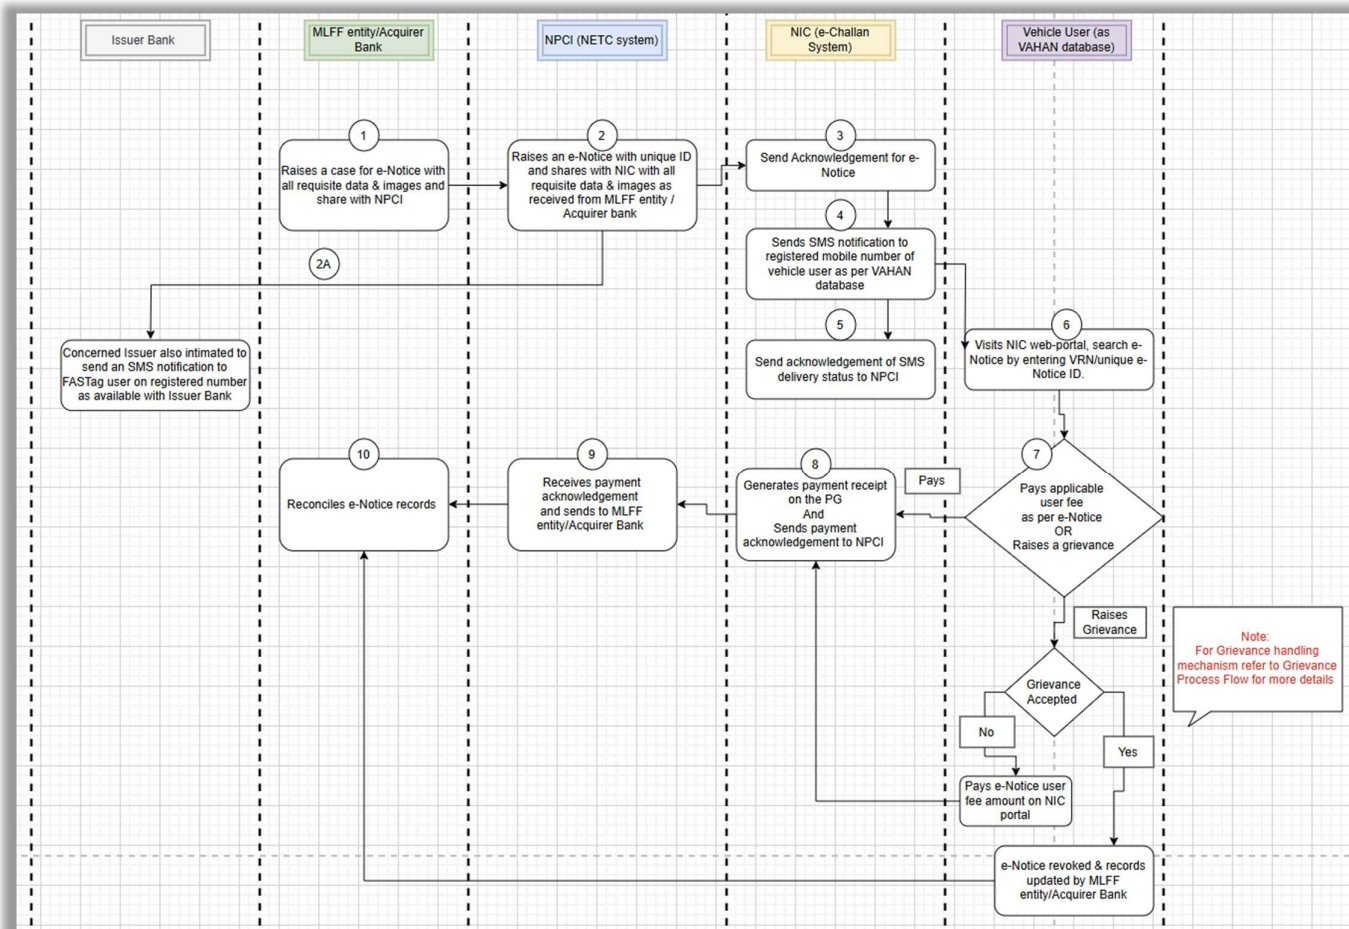 Issuer Bank
MLFF entity/Acquirer
Bank
NPCI (NETC system)
NIC (e-Challan
System)
Vehicle User (as
VAHAN database)
1
Raises a case for e-Notice with
all requisite data & images and
share with NPCI
2
Raises an e-Notice with unique ID
and shares with NIC with all
requisite data & images as
received from MLFF entity /
Acquirer bank
3
Send Acknowledgement for e-
Notice
4
Sends SMS notification to
registered mobile number of
vehicle user as per VAHAN
database
2A
Concerned Issuer also intimated to
send an SMS notification to
FASTag user on registered number
as available with Issuer Bank
5
Send acknowledgement of SMS
delivery status to NPCI
6
Visits NIC web-portal, search e-
Notice by entering VRN/unique e-
Notice ID.
7
Pays applicable
user fee
as per e-Notice
OR
Raises a grievance
Pays
8
Generates payment receipt
on the PG
And
Sends payment
acknowledgement to NPCI
9
Receives payment
acknowledgement
and sends to MLFF
entity/Acquirer Bank
10
Reconciles e-Notice records
Raises
Grievance
Grievance
Accepted
No
Yes
Pays e-Notice user
fee amount on NIC
portal
e-Notice revoked & records
updated by MLFF
entity/Acquirer Bank
Note:
For Grievance handling
mechanism refer to Grievance
Process Flow for more details